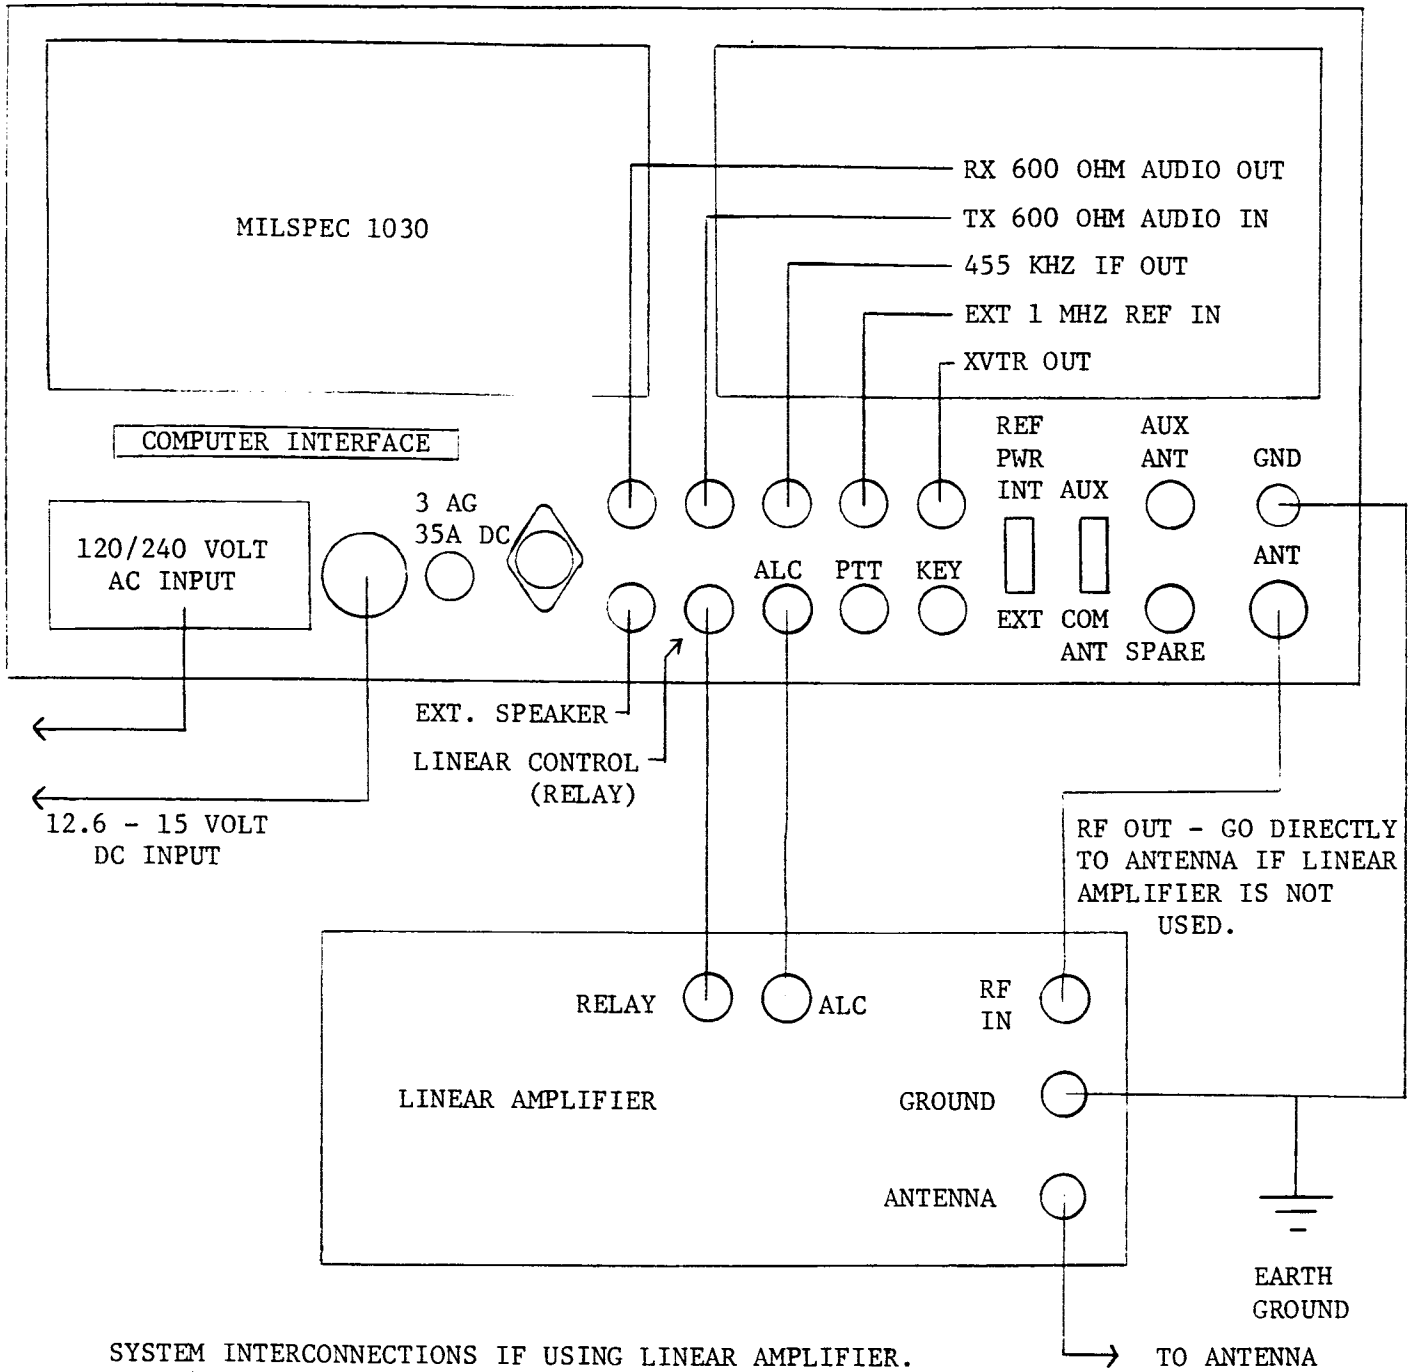 RX 600 OHM AUDIO OUT
TX 600 OHM AUDIO IN
MILSPEC 1030
455 KHZ IF OUT
EXT 1 MHZ REF IN
XVTR OUT
COMPUTER INTERFACE
REF
PWR
INT
AUX
AUX
ANT
GND
3 AG
35A DC
120/240 VOLT
AC INPUT
ALC
PTT
KEY
ANT
EXT
COM
ANT
SPARE
EXT. SPEAKER
LINEAR CONTROL
(RELAY)
12.6 - 15 VOLT
DC INPUT
RF OUT - GO DIRECTLY
TO ANTENNA IF LINEAR
AMPLIFIER IS NOT
USED.
RELAY
ALC
RF
IN
LINEAR AMPLIFIER
GROUND
ANTENNA
EARTH
GROUND
SYSTEM INTERCONNECTIONS IF USING LINEAR AMPLIFIER.
TO ANTENNA